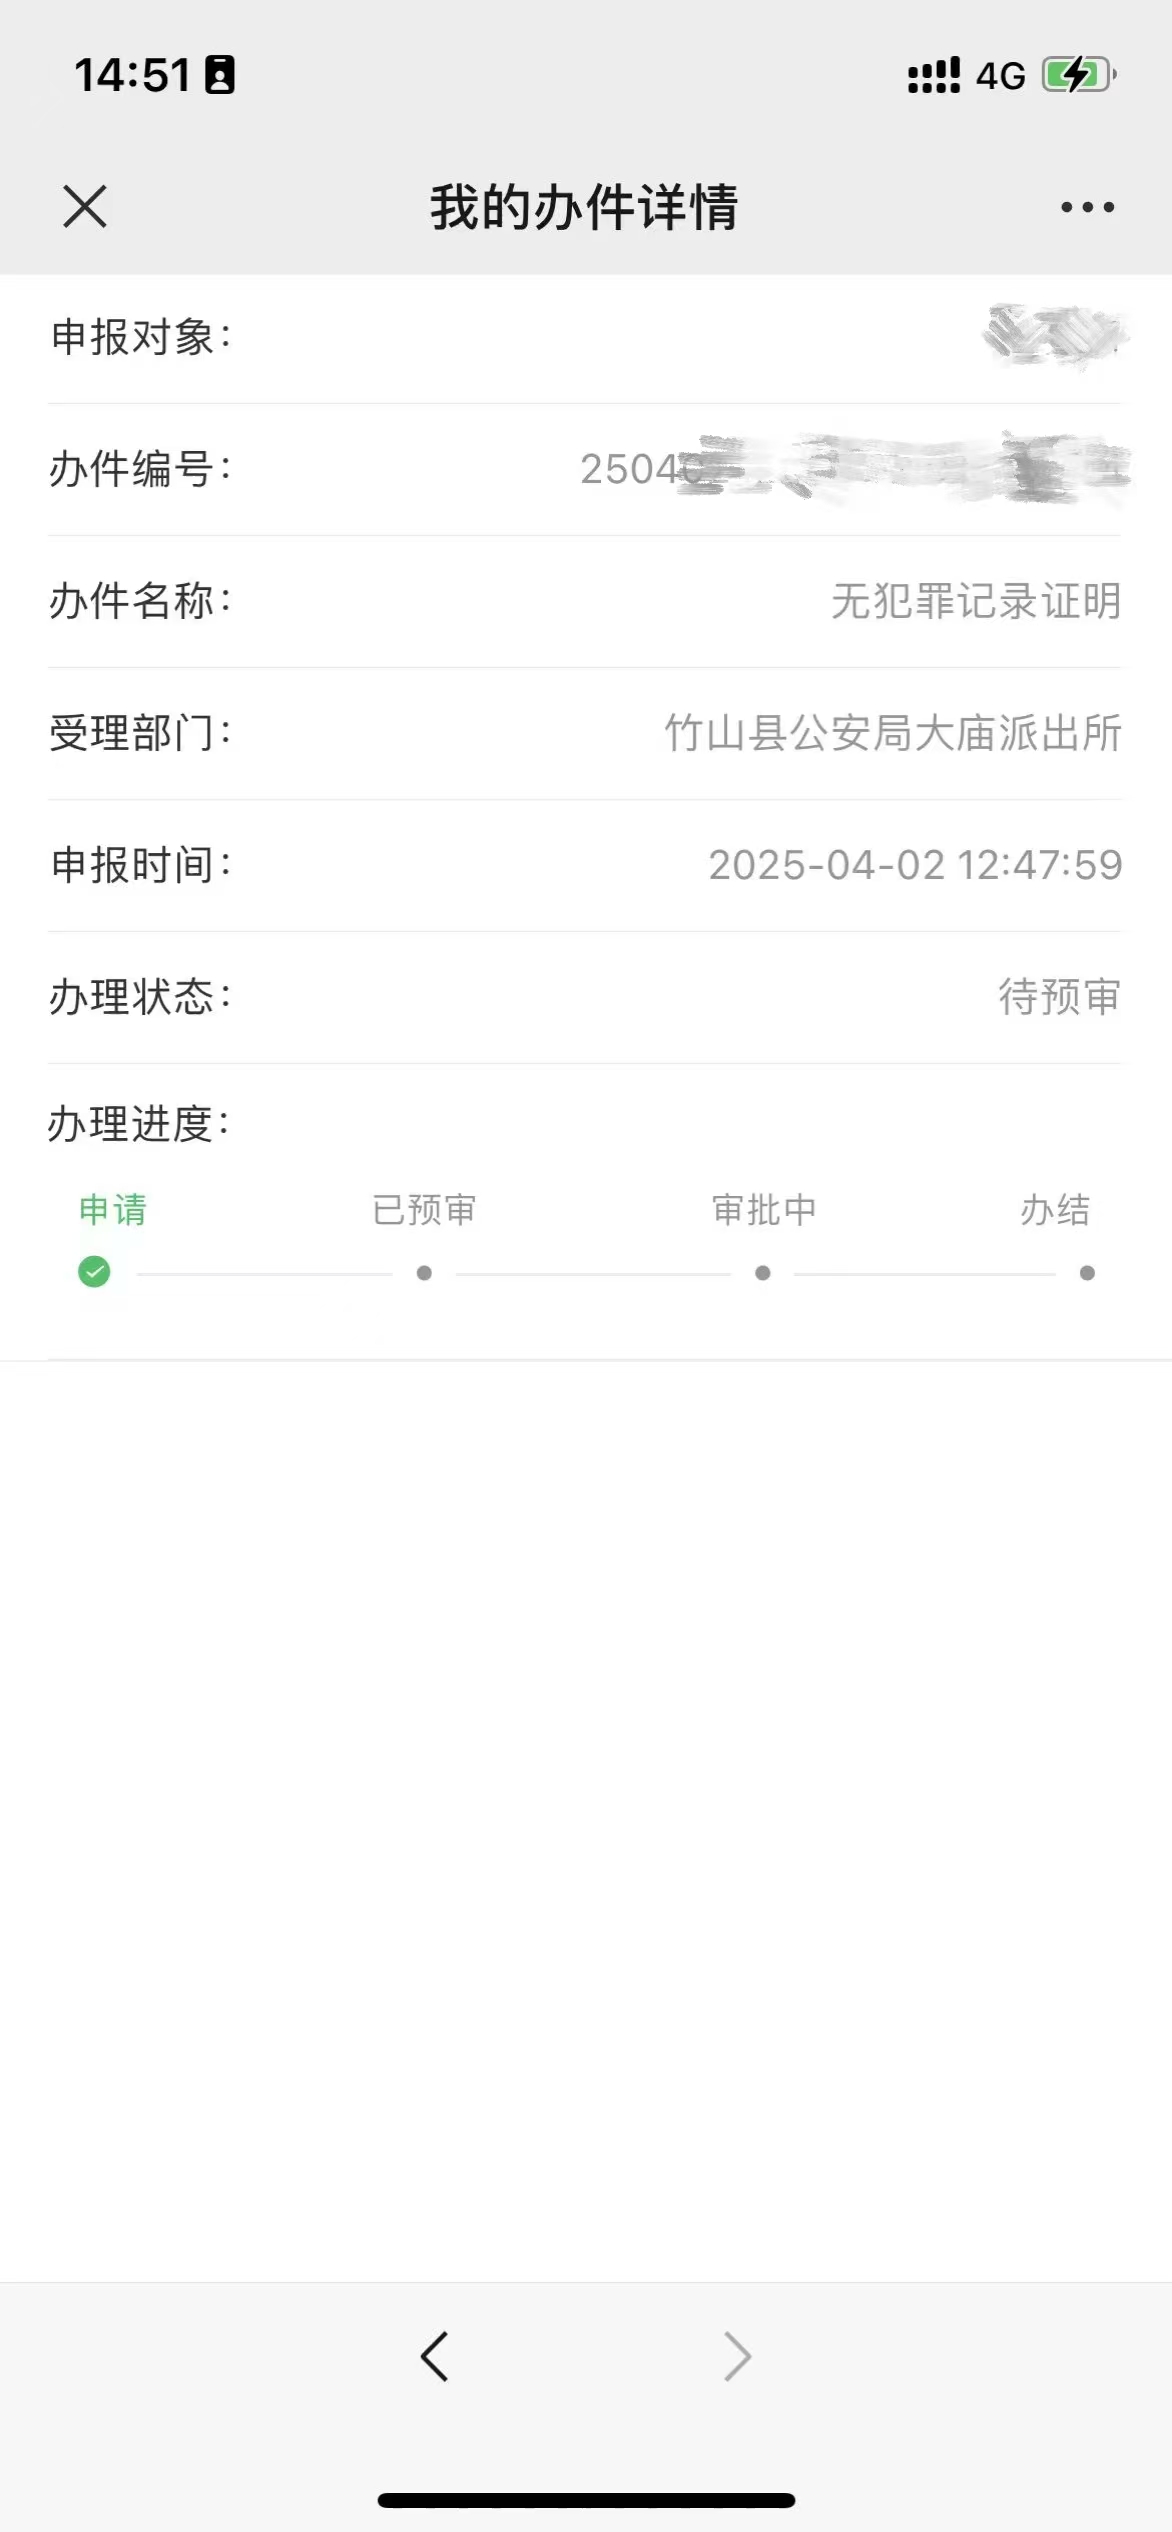 14:51
4G
我的办件详情
申报对象：
办件编号： 2504
办件名称： 无犯罪记录证明
受理部门： 竹山县公安局大庙派出所
申报时间： 2025-04-02 12:47:59
办理状态： 待预审
办理进度：
申请 已预审 审批中 办结